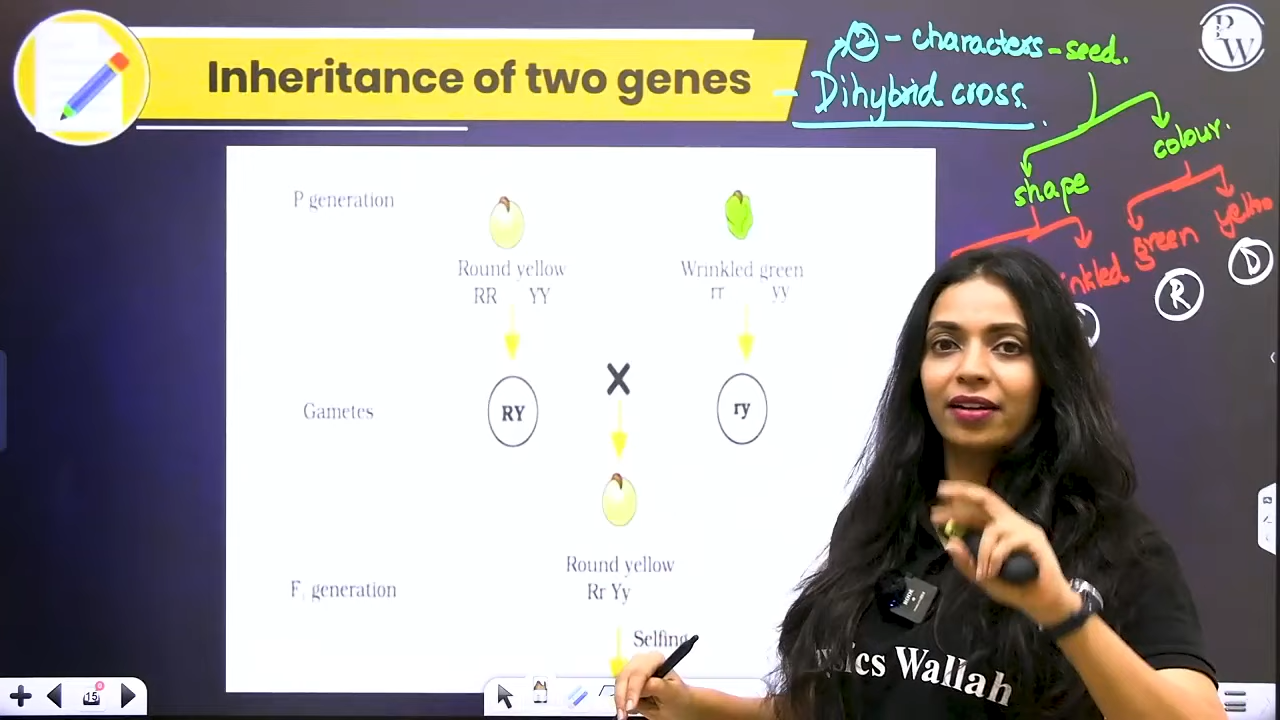 Inheritance of two genes
② - characters - seed.
Dihybrid cross.
colour.
shape
green
R
D
P generation
Round yellow
RR YY
Wrinkled green
rr yy
X
Gametes
RY
ry
Round yellow
Rr Yy
F₁ generation
Selfing
PW
Wallah
15